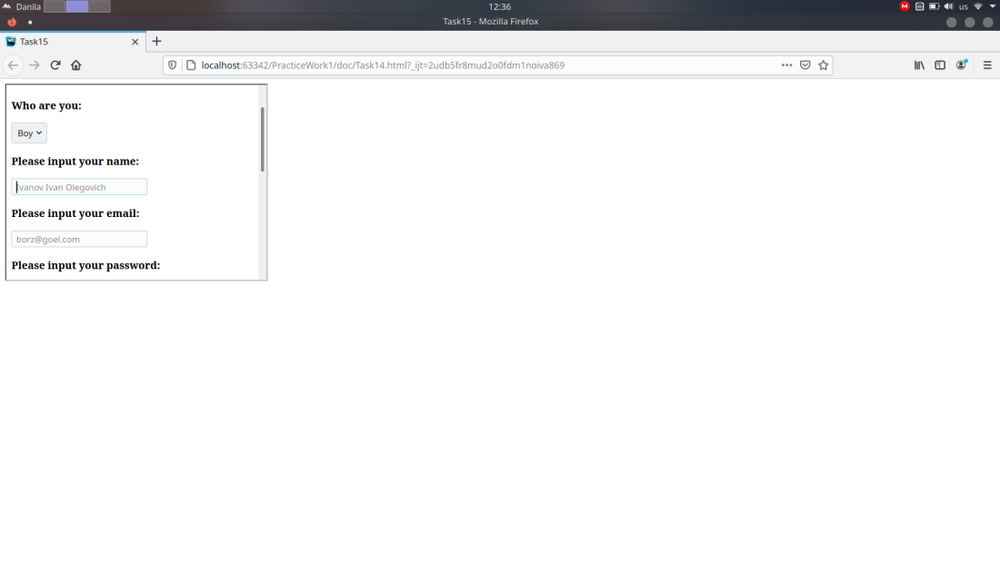 Danila
12:36
us
Task15 - Mozilla Firefox
Task15
localhost:63342/PracticeWork1/doc/Task14.html?_ijt=2udb5fr8mud2o0fdm1noiva869
Who are you:
Boy
Please input your name:
Ivanov Ivan Olegovich
Please input your email:
borz@goel.com
Please input your password: